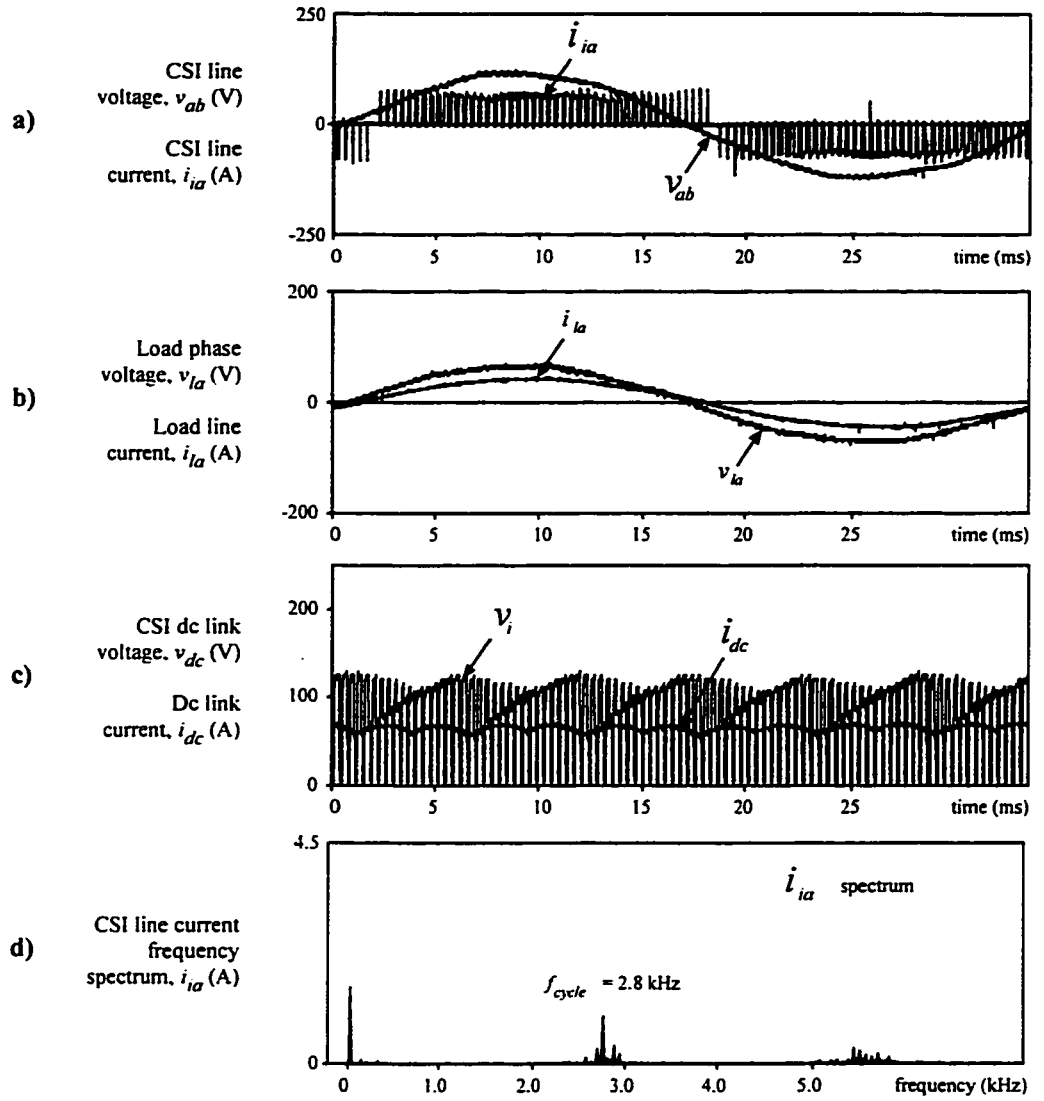 a)
CSI line
voltage, v_ab (V)
CSI line
current, i_ia (A)
250
0
-250
i_ia
v_ab
0 5 10 15 20 25 time (ms)
b)
Load phase
voltage, v_la (V)
Load line
current, i_la (A)
200
0
-200
i_la
v_la
0 5 10 15 20 25 time (ms)
c)
CSI dc link
voltage, v_dc (V)
Dc link
current, i_dc (A)
200
100
0
v_i
i_dc
0 5 10 15 20 25 time (ms)
d)
CSI line current
frequency
spectrum, i_ia (A)
4.5
0
i_ia spectrum
f_cycle = 2.8 kHz
0 1.0 2.0 3.0 4.0 5.0 frequency (kHz)